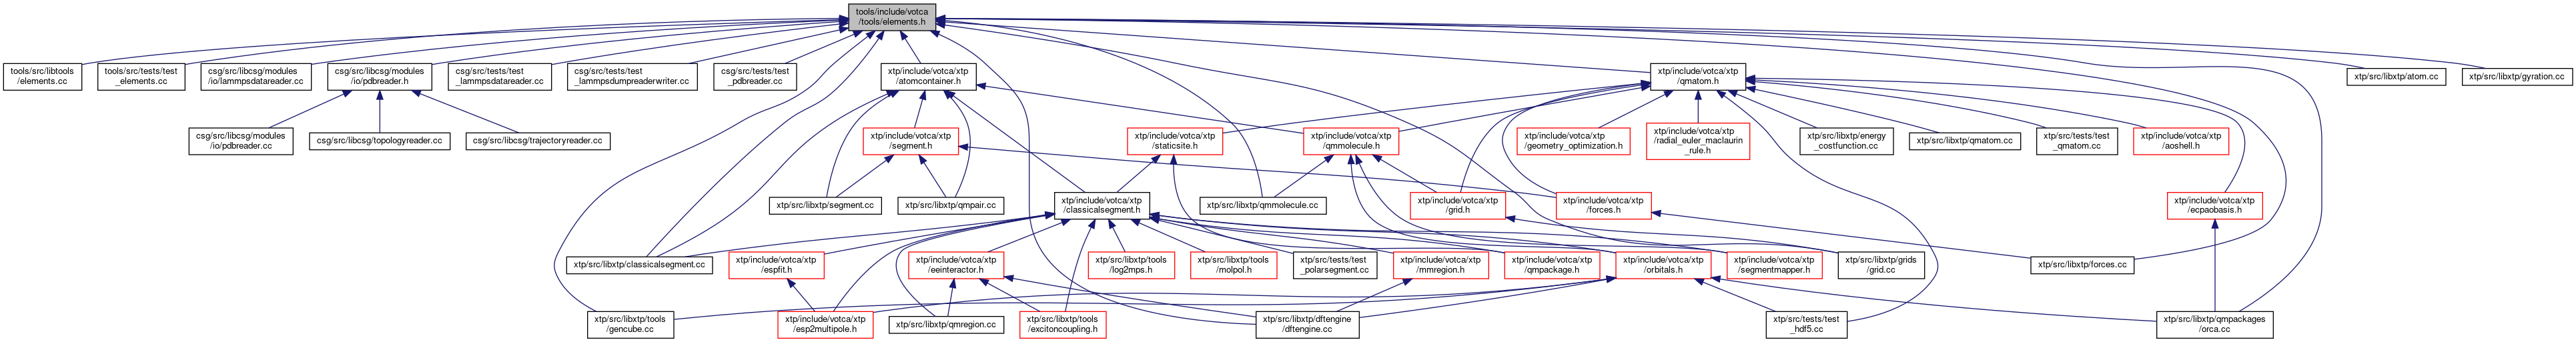 tools/include/votca
/tools/elements.h
tools/src/libtools
/elements.cc
tools/src/tests/test
_elements.cc
csg/src/libcsg/modules
/io/lammpsdatareader.cc
csg/src/libcsg/modules
/io/pdbreader.h
csg/src/tests/test
_lammpsdatareader.cc
csg/src/tests/test
_lammpsdumpreaderwriter.cc
csg/src/tests/test
_pdbreader.cc
xtp/include/votca/xtp
/atomcontainer.h
xtp/include/votca/xtp
/qmatom.h
xtp/src/libxtp/atom.cc
xtp/src/libxtp/gyration.cc
csg/src/libcsg/modules
/io/pdbreader.cc
csg/src/libcsg/topologyreader.cc
csg/src/libcsg/trajectoryreader.cc
xtp/include/votca/xtp
/segment.h
xtp/include/votca/xtp
/staticsite.h
xtp/include/votca/xtp
/qmmolecule.h
xtp/include/votca/xtp
/geometry_optimization.h
xtp/include/votca/xtp
/radial_euler_maclaurin
_rule.h
xtp/src/libxtp/energy
_costfunction.cc
xtp/src/libxtp/qmatom.cc
xtp/src/tests/test
_qmatom.cc
xtp/include/votca/xtp
/aoshell.h
xtp/src/libxtp/segment.cc
xtp/src/libxtp/qmpair.cc
xtp/include/votca/xtp
/classicalsegment.h
xtp/src/libxtp/qmmolecule.cc
xtp/include/votca/xtp
/grid.h
xtp/include/votca/xtp
/forces.h
xtp/include/votca/xtp
/ecpaobasis.h
xtp/src/libxtp/classicalsegment.cc
xtp/include/votca/xtp
/espfit.h
xtp/include/votca/xtp
/eeinteractor.h
xtp/src/libxtp/tools
/log2mps.h
xtp/src/libxtp/tools
/molpol.h
xtp/src/tests/test
_polarsegment.cc
xtp/include/votca/xtp
/mmregion.h
xtp/include/votca/xtp
/qmpackage.h
xtp/include/votca/xtp
/orbitals.h
xtp/include/votca/xtp
/segmentmapper.h
xtp/src/libxtp/grids
/grid.cc
xtp/src/libxtp/forces.cc
xtp/src/libxtp/tools
/gencube.cc
xtp/include/votca/xtp
/esp2multipole.h
xtp/src/libxtp/qmregion.cc
xtp/src/libxtp/tools
/excitoncoupling.h
xtp/src/libxtp/dftengine
/dftengine.cc
xtp/src/tests/test
_hdf5.cc
xtp/src/libxtp/qmpackages
/orca.cc